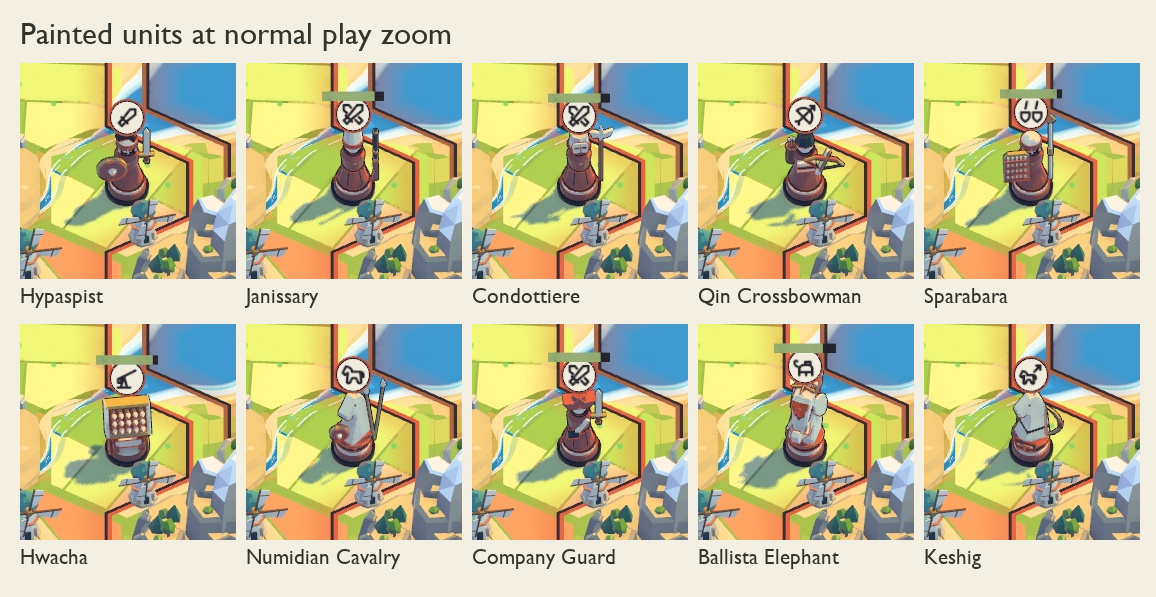 Painted units at normal play zoom
Hypaspist
Janissary
Condottiere
Qin Crossbowman
Sparabara
Hwacha
Numidian Cavalry
Company Guard
Ballista Elephant
Keshig